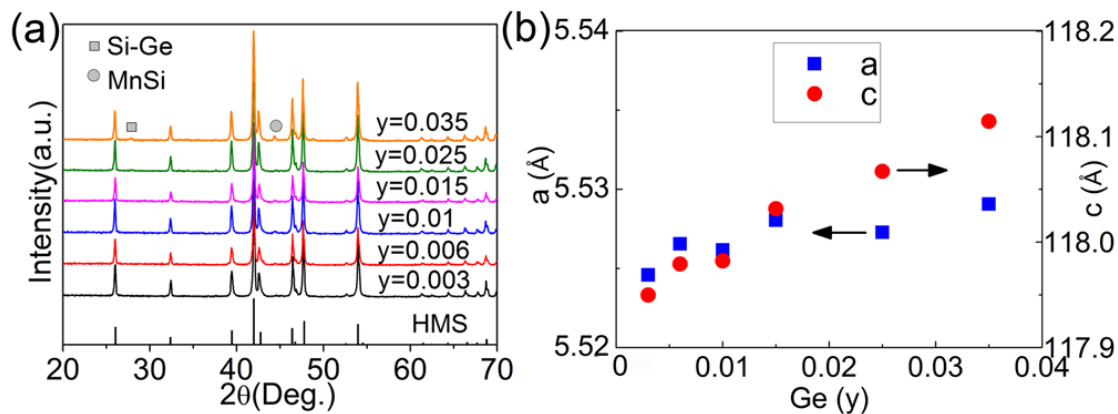 (a)
Si-Ge
MnSi
y=0.035
y=0.025
y=0.015
y=0.01
y=0.006
y=0.003
HMS
Intensity(a.u.)
20 30 40 50 60 70
2θ(Deg.)
(b)
a
c
5.54
5.53
5.52
a (Å)
118.2
118.1
118.0
117.9
c (Å)
0 0.01 0.02 0.03 0.04
Ge (y)